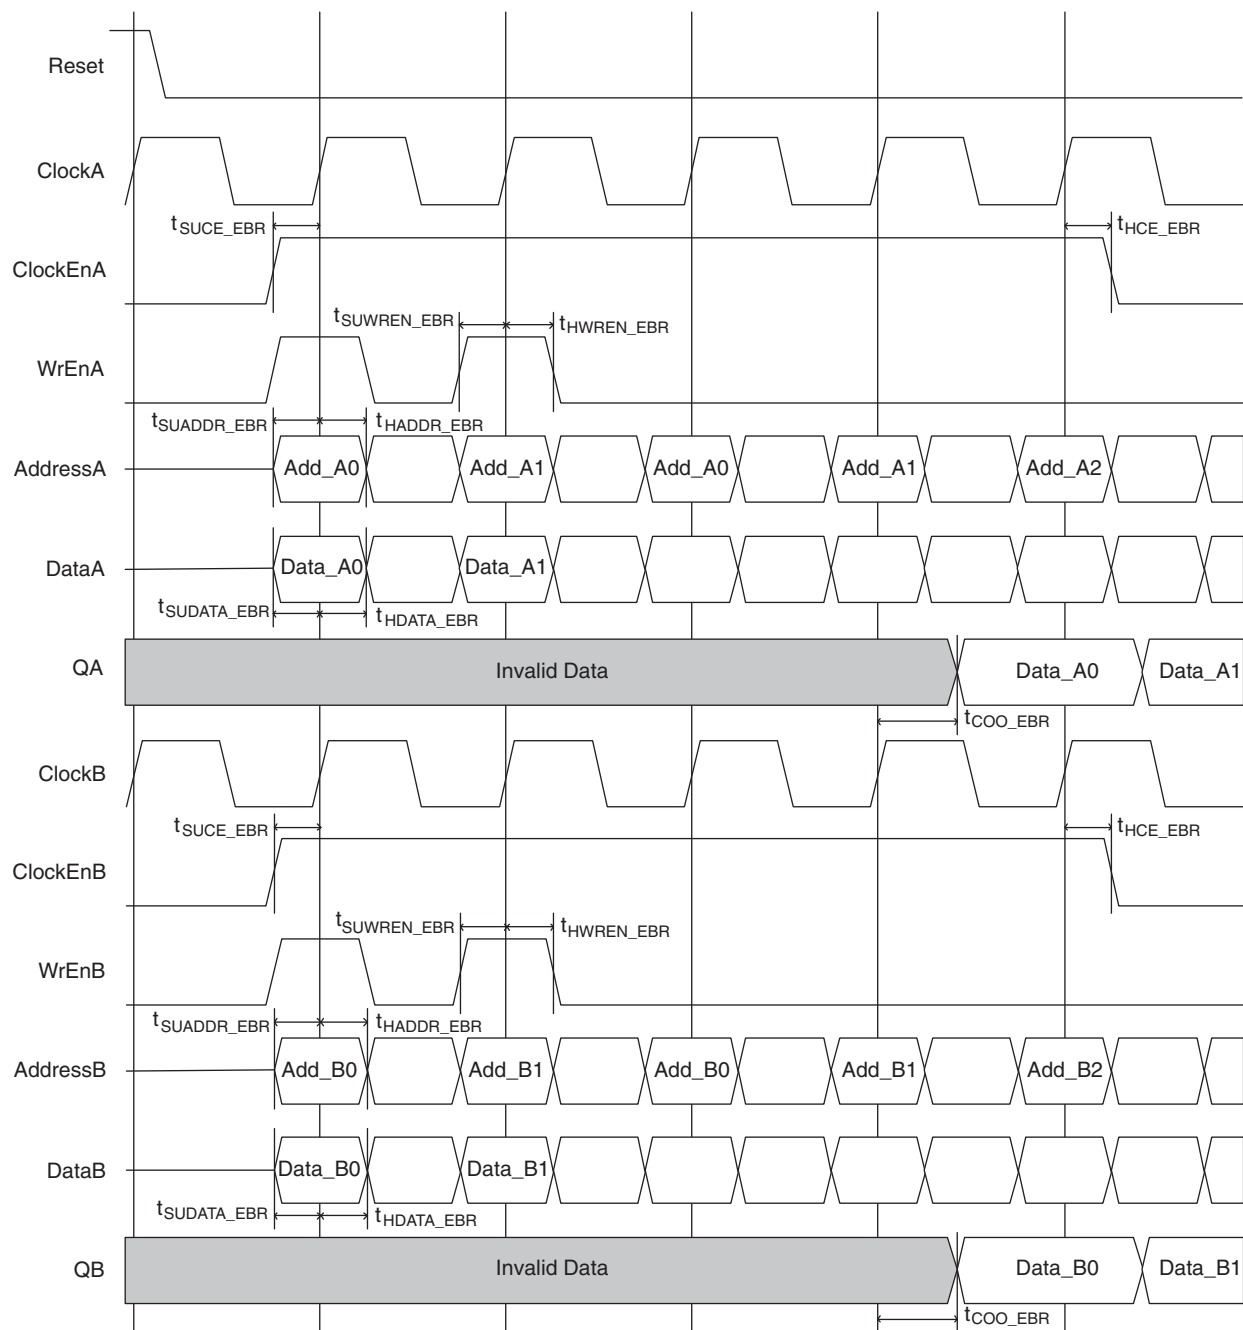 Reset
ClockA
tSUCE_EBR
tHCE_EBR
ClockEnA
tSUWREN_EBR
tHWREN_EBR
WrEnA
tSUADDR_EBR
tHADDR_EBR
AddressA
Add_A0
Add_A1
Add_A0
Add_A1
Add_A2
DataA
Data_A0
Data_A1
tSUDATA_EBR
tHDATA_EBR
QA
Invalid Data
Data_A0
Data_A1
tCOO_EBR
ClockB
tSUCE_EBR
tHCE_EBR
ClockEnB
tSUWREN_EBR
tHWREN_EBR
WrEnB
tSUADDR_EBR
tHADDR_EBR
AddressB
Add_B0
Add_B1
Add_B0
Add_B1
Add_B2
DataB
Data_B0
Data_B1
tSUDATA_EBR
tHDATA_EBR
QB
Invalid Data
Data_B0
Data_B1
tCOO_EBR